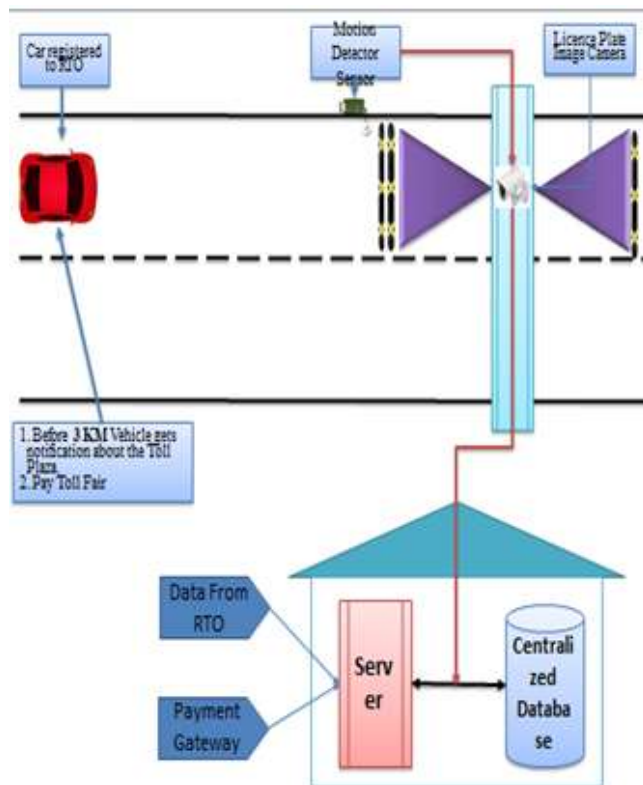 Car registered
to RTO
Motion
Detector
Sensor
Licence Plate
Image Camera
1. Before 3 KM Vehicle gets
notification about the Toll
Plaza.
2. Pay Toll Fair
Data From
RTO
Payment
Gateway
Serv
er
Centrali
zed
Databa
se